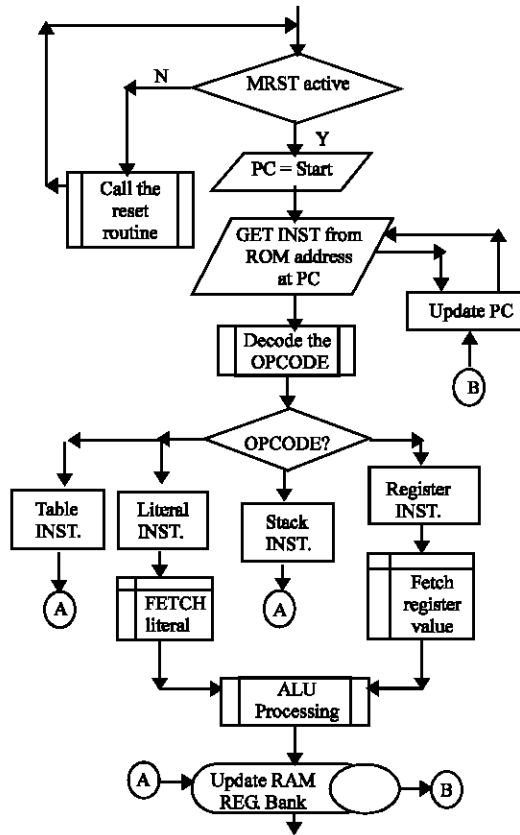 MRST active
N
Y
PC = Start
Call the
reset
routine
GET INST from
ROM address
at PC
Update PC
B
Decode the
OPCODE
OPCODE?
Table
INST.
Literal
INST.
Stack
INST.
Register
INST.
A
FETCH
literal
A
Fetch
register
value
ALU
Processing
A
Update RAM
REG. Bank
B